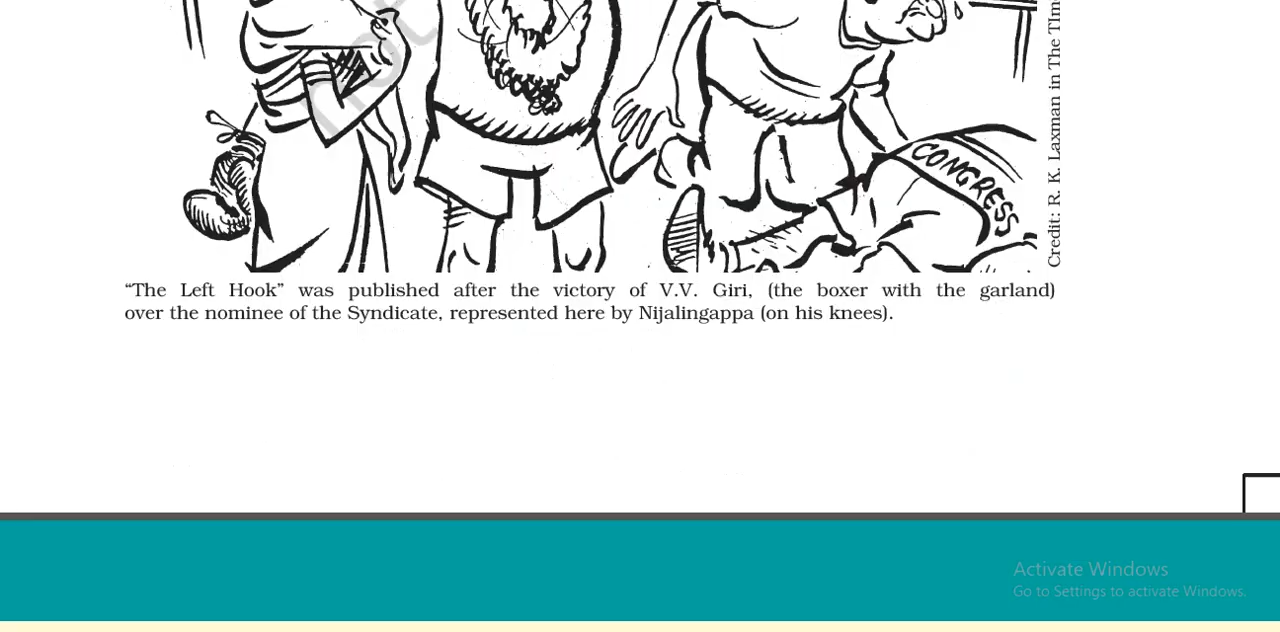 not
CONGRESS
Credit: R. K. Laxman in The
“The Left Hook” was published after the victory of V.V. Giri, (the boxer with the garland)
over the nominee of the Syndicate, represented here by Nijalingappa (on his knees).
Activate Windows
Go to Settings to activate Windows.